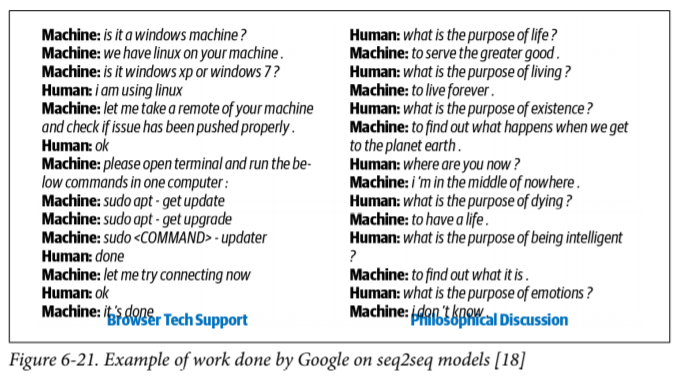 Machine: is it a windows machine ?
Machine: we have linux on your machine .
Machine: is it windows xp or windows 7 ?
Human: i am using linux
Machine: let me take a remote of your machine
and check if issue has been pushed properly .
Human: ok
Machine: please open terminal and run the be-
low commands in one computer :
Machine: sudo apt - get update
Machine: sudo apt - get upgrade
Machine: sudo <COMMAND> - updater
Human: done
Machine: let me try connecting now
Human: ok
Machine: it 's done
Browser Tech Support
Human: what is the purpose of life ?
Machine: to serve the greater good .
Human: what is the purpose of living ?
Machine: to live forever .
Human: what is the purpose of existence ?
Machine: to find out what happens when we get
to the planet earth .
Human: where are you now ?
Machine: i 'm in the middle of nowhere .
Human: what is the purpose of dying ?
Machine: to have a life .
Human: what is the purpose of being intelligent
?
Machine: to find out what it is .
Human: what is the purpose of emotions ?
Machine: i don 't know
Philosophical Discussion
Figure 6-21. Example of work done by Google on seq2seq models [18]